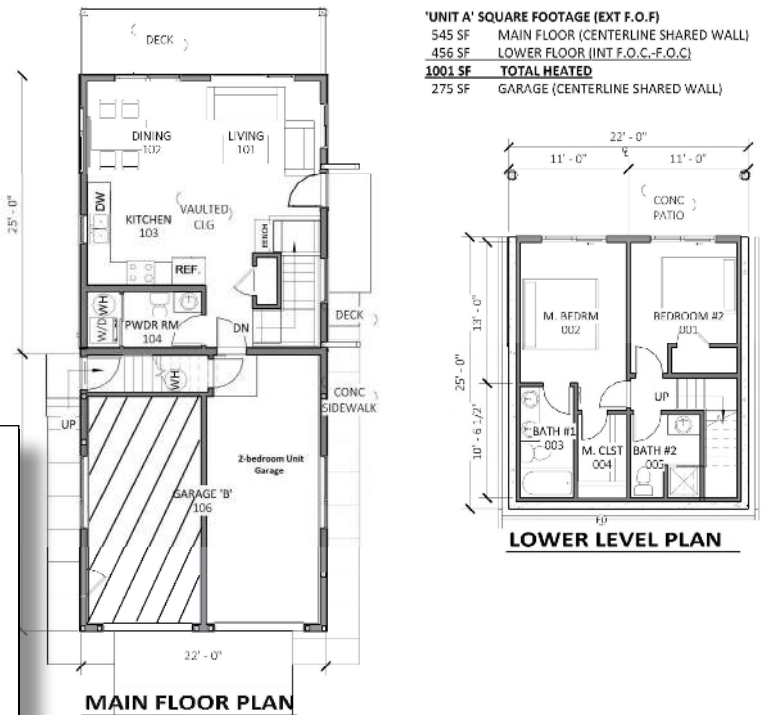 'UNIT A' SQUARE FOOTAGE (EXT F.O.F)
545 SF MAIN FLOOR (CENTERLINE SHARED WALL)
456 SF LOWER FLOOR (INT F.O.C.-F.O.C)
1001 SF TOTAL HEATED
275 SF GARAGE (CENTERLINE SHARED WALL)
DECK
DINING
102
LIVING
101
DW
KITCHEN
103
VAULTED
CLG
BENCH
REF.
W/D
WH
PWDR RM
104
DN
DECK
25' - 0"
UP
WH
CONC
SIDEWALK
2-bedroom Unit
Garage
GARAGE 'B'
106
22' - 0"
MAIN FLOOR PLAN
22' - 0"
11' - 0"
11' - 0"
CONC
PATIO
M. BEDRM
002
BEDROOM #2
001
13' - 0"
25' - 0"
10' - 6 1/2"
UP
BATH #1
003
M. CLST
004
BATH #2
005
FD
LOWER LEVEL PLAN